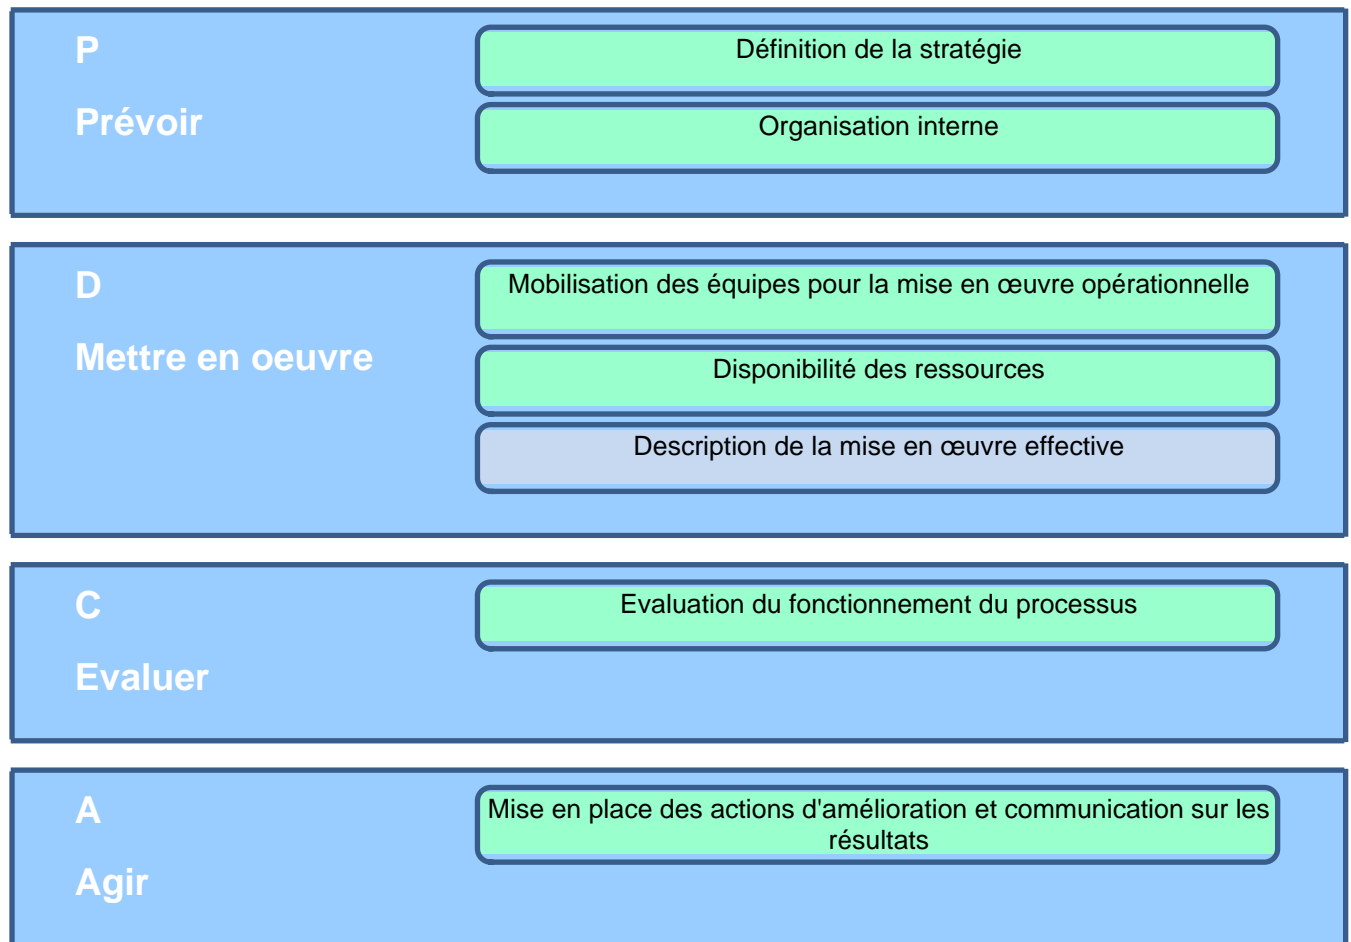 P
Définition de la stratégie
Prévoir
Organisation interne
D
Mobilisation des équipes pour la mise en œuvre opérationnelle
Mettre en oeuvre
Disponibilité des ressources
Description de la mise en œuvre effective
C
Evaluation du fonctionnement du processus
Evaluer
A
Mise en place des actions d'amélioration et communication sur les
résultats
Agir